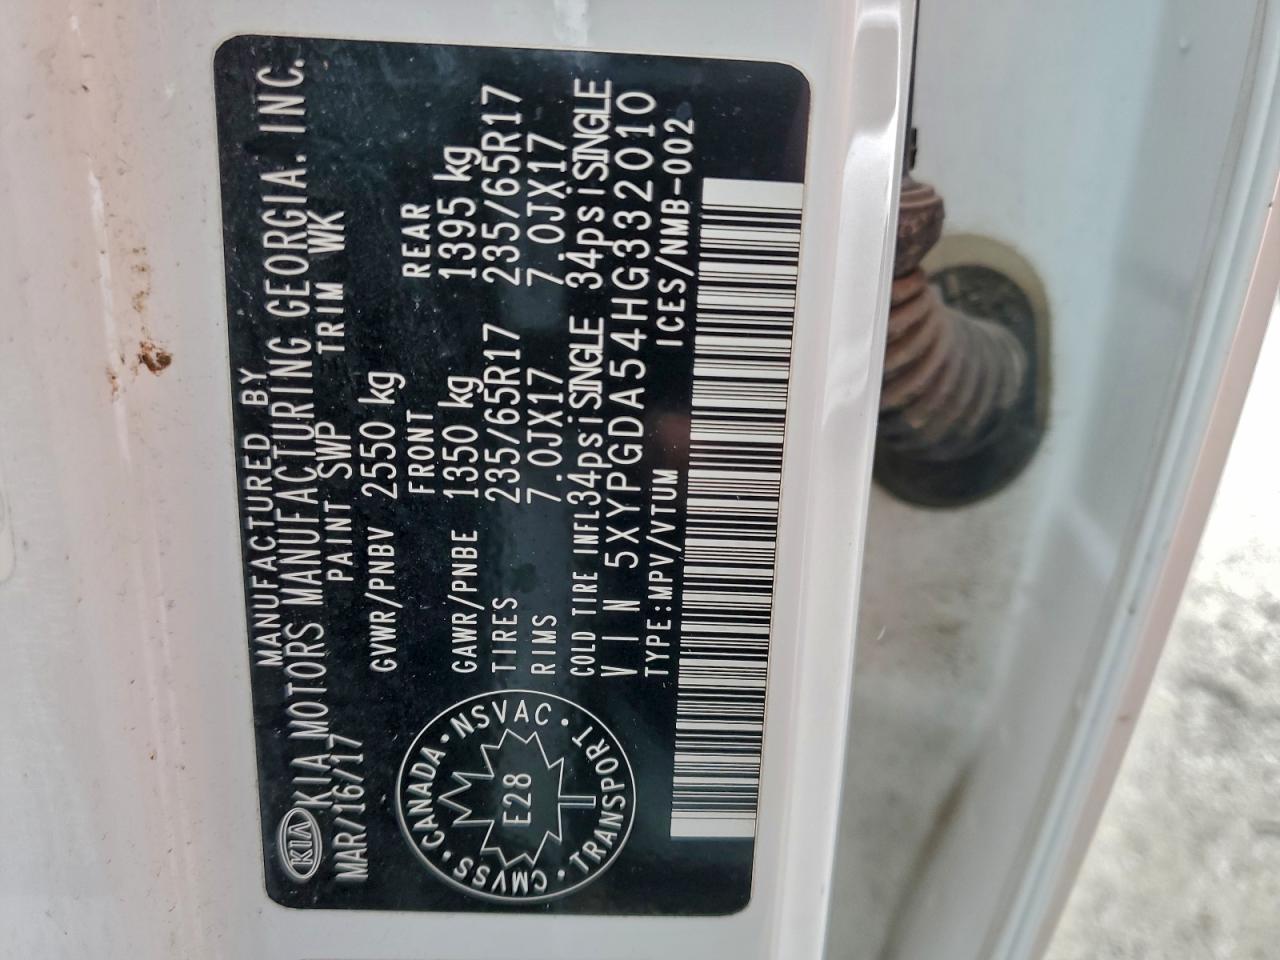 MANUFACTURED BY
KIA KIA MOTORS MANUFACTURING GEORGIA. INC.
MAR/16/17 PAINT SWP TRIM WK
GVWR/PNBV 2550 kg
FRONT REAR
GAWR/PNBE 1350 kg 1395 kg
TIRES 235/65R17 235/65R17
RIMS 7.0JX17 7.0JX17
COLD TIRE INFL34psiSINGLE 34psiSINGLE
VIN 5XYPGDA54HG332010
TYPE:MPV/VTUM ICES/NMB-002
CMVSS • CANADA • NSVAC • TRANSPORT •
E28